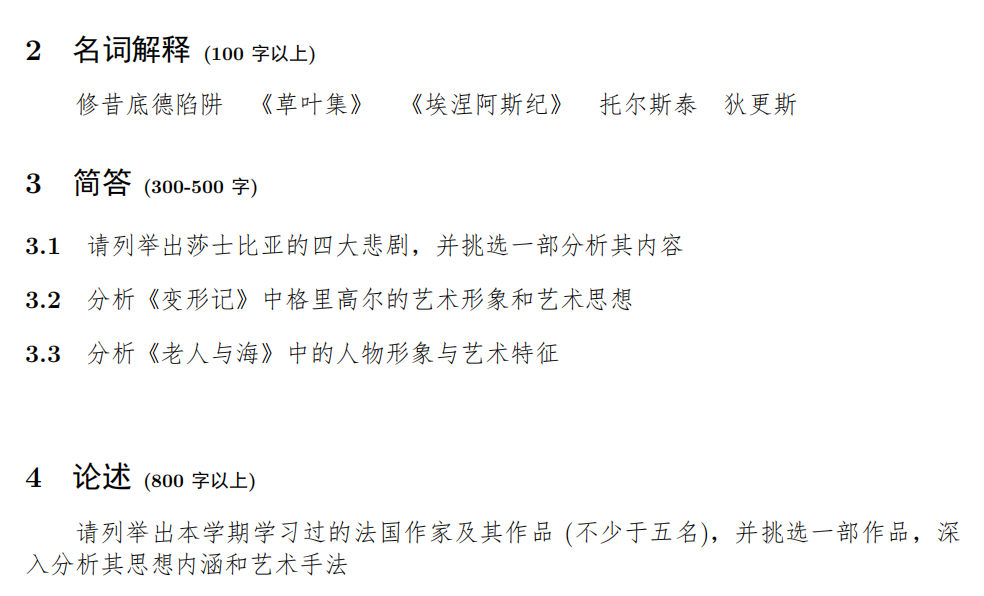 2 名词解释 (100 字以上)
修昔底德陷阱 《草叶集》 《埃涅阿斯纪》 托尔斯泰 狄更斯
3 简答 (300-500 字)
3.1 请列举出莎士比亚的四大悲剧，并挑选一部分析其内容
3.2 分析《变形记》中格里高尔的艺术形象和艺术思想
3.3 分析《老人与海》中的人物形象与艺术特征
4 论述 (800 字以上)
请列举出本学期学习过的法国作家及其作品 (不少于五名)，并挑选一部作品，深
入分析其思想内涵和艺术手法